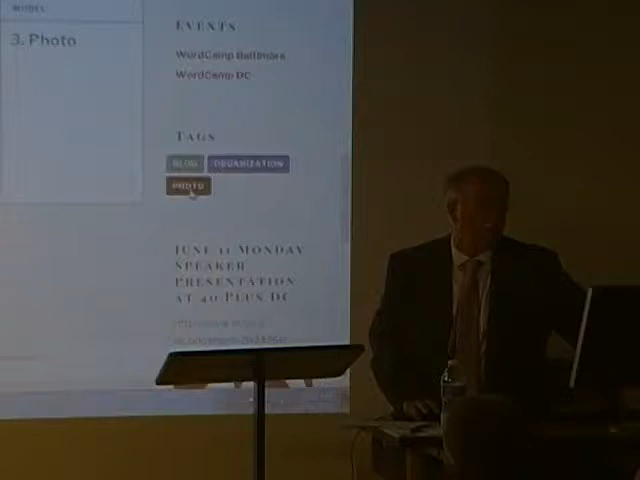 3. Photo
EVENTS
WordCamp Baltimore
WordCamp DC
TAGS
BLOG ORGANIZATION
PHOTO
JUNE 11 MONDAY
SPEAKER
PRESENTATION
AT 40 PLUS DC